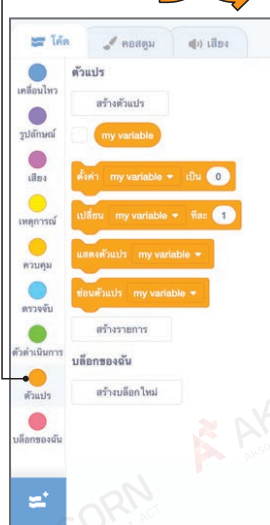 โค้ด
คอสตูม
เสียง
เคลื่อนไหว
รูปลักษณ์
เสียง
เหตุการณ์
ควบคุม
ตรวจจับ
ตัวดำเนินการ
ตัวแปร
บล็อกของฉัน
ตัวแปร
สร้างตัวแปร
my variable
ตั้งค่า my variable เป็น 0
เปลี่ยน my variable ทีละ 1
แสดงตัวแปร my variable
ซ่อนตัวแปร my variable
สร้างรายการ
บล็อกของฉัน
สร้างบล็อกใหม่